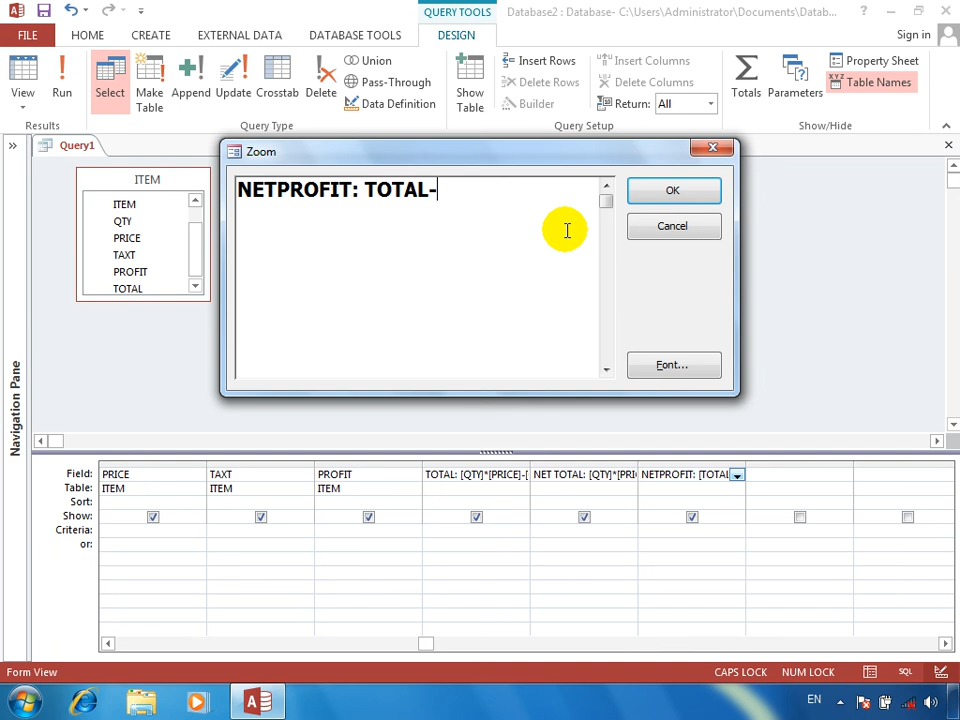 QUERY TOOLS
Database2 : Database- C:\Users\Administrator\Documents\Datab...
FILE
HOME
CREATE
EXTERNAL DATA
DATABASE TOOLS
DESIGN
Sign in
View
Run
Select
Make Table
Append
Update
Crosstab
Delete
Union
Pass-Through
Data Definition
Show Table
Insert Rows
Delete Rows
Builder
Insert Columns
Delete Columns
Return: All
Totals
Parameters
Property Sheet
Table Names
Results
Query Type
Query Setup
Show/Hide
Query1
Zoom
NETPROFIT: TOTAL-
OK
Cancel
Font...
ITEM
ITEM
QTY
PRICE
TAXT
PROFIT
TOTAL
Navigation Pane
Field: PRICE TAXT PROFIT TOTAL: [QTY]*[PRICE]-[ NET TOTAL: [QTY]*[PRI NETPROFIT: [TOTAL
Table: ITEM ITEM ITEM
Sort:
Show:
Criteria:
or:
Form View
CAPS LOCK
NUM LOCK
SQL
EN